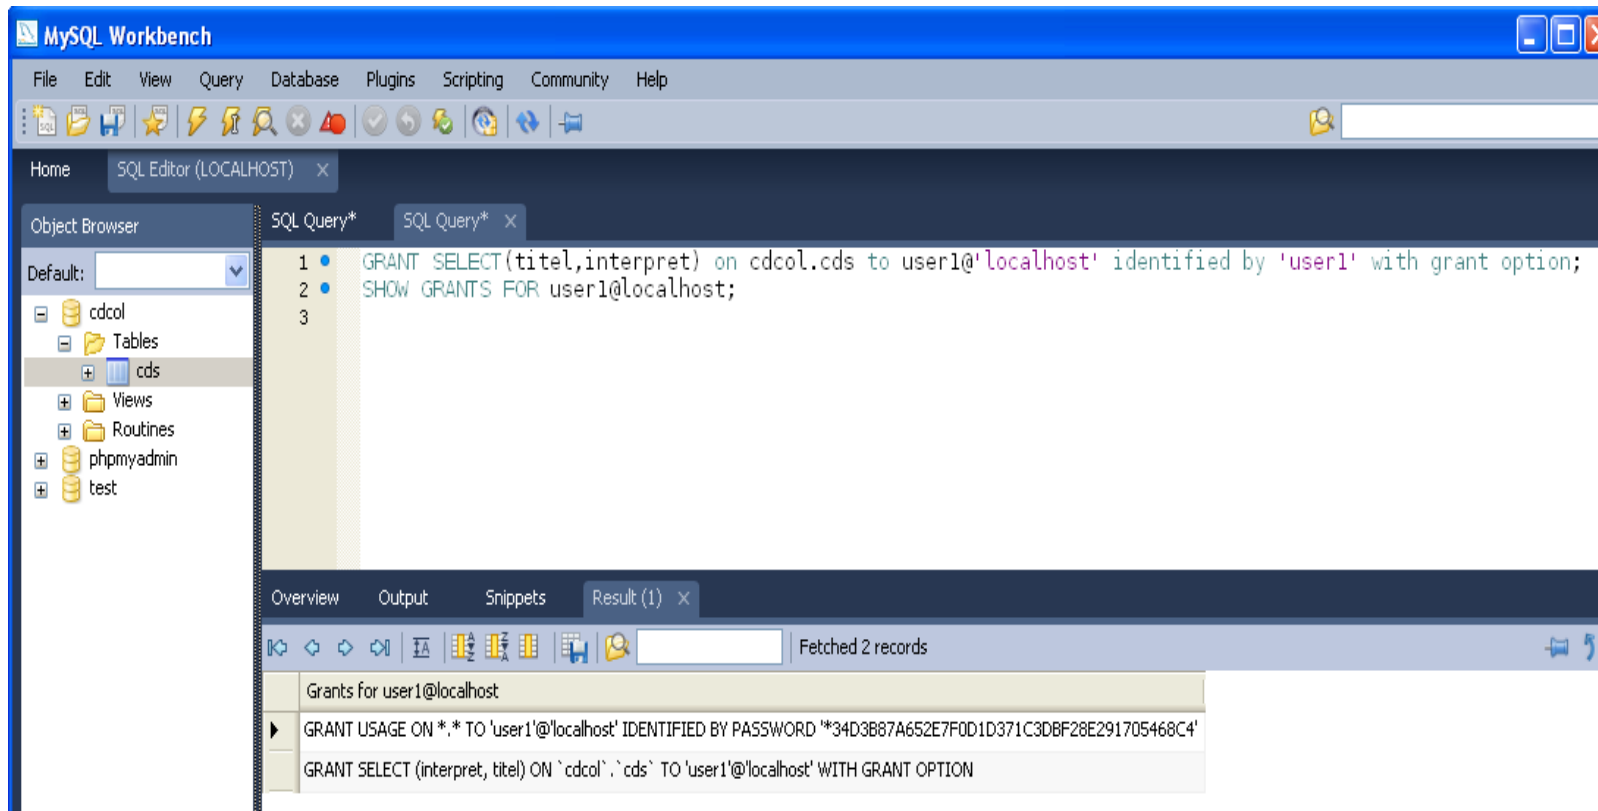 MySQL Workbench
File Edit View Query Database Plugins Scripting Community Help
Home SQL Editor (LOCALHOST)
Object Browser
SQL Query* SQL Query*
Default:
cdcol
Tables
cds
Views
Routines
phpmyadmin
test
1 GRANT SELECT(titel,interpret) on cdcol.cds to user1@'localhost' identified by 'user1' with grant option;
2 SHOW GRANTS FOR user1@localhost;
3
Overview Output Snippets Result (1)
Fetched 2 records
Grants for user1@localhost
GRANT USAGE ON *.* TO 'user1'@'localhost' IDENTIFIED BY PASSWORD '*34D3B87A652E7F0D1D371C3DBF28E291705468C4'
GRANT SELECT (interpret, titel) ON `cdcol`.`cds` TO 'user1'@'localhost' WITH GRANT OPTION